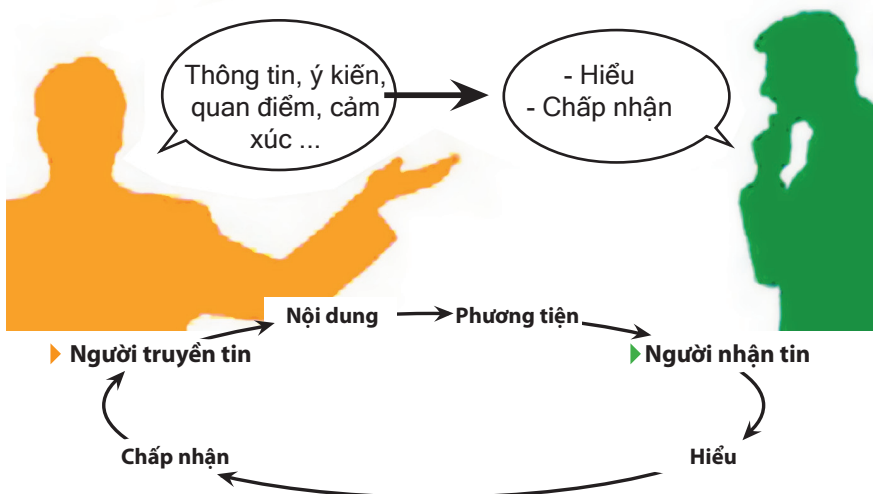 Thông tin, ý kiến,
quan điểm, cảm
xúc ...
- Hiểu
- Chấp nhận
Nội dung
Phương tiện
Người truyền tin
Người nhận tin
Chấp nhận
Hiểu